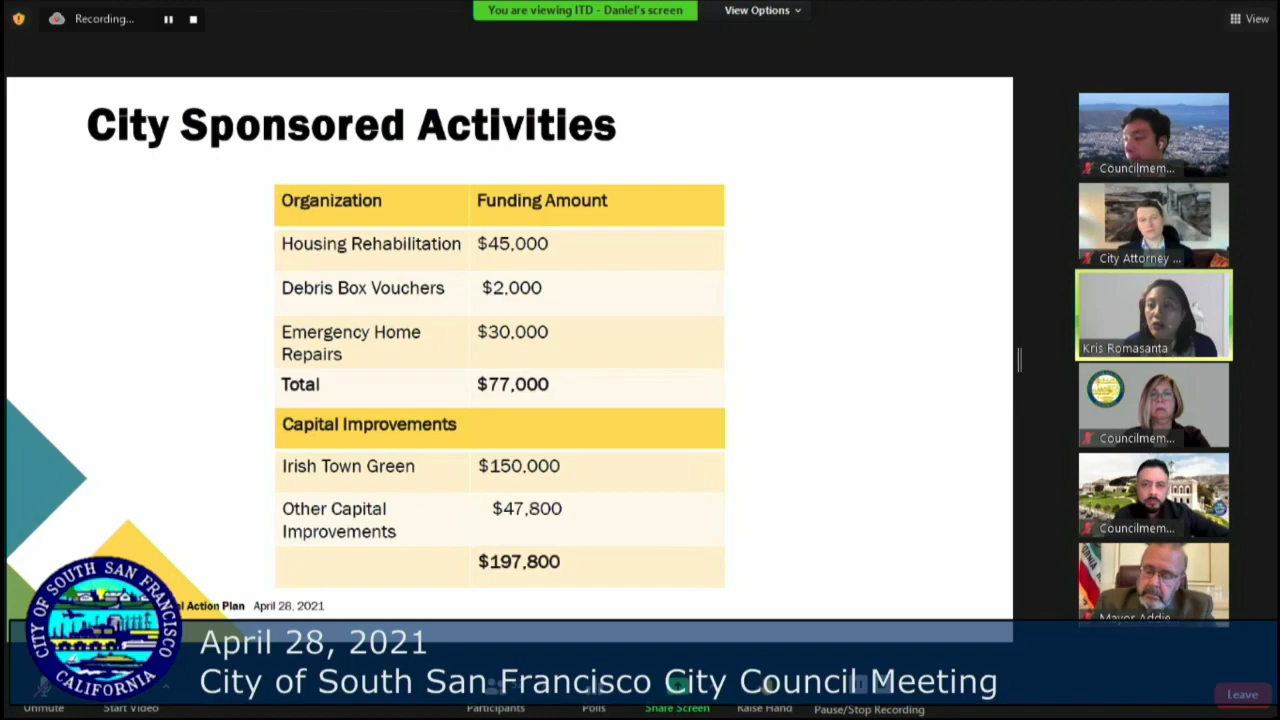 Recording...
You are viewing ITD - Daniel's screen
View Options
View
City Sponsored Activities
Organization Funding Amount
Housing Rehabilitation $45,000
Debris Box Vouchers $2,000
Emergency Home
Repairs $30,000
Total $77,000
Capital Improvements
Irish Town Green $150,000
Other Capital
Improvements $47,800
$197,800
Action Plan April 28, 2021
Councilmem...
City Attorney ...
Kris Romasanta
Councilmem...
Councilmem...
Mayor Addie
CITY OF SOUTH SAN FRANCISCO
CALIFORNIA
April 28, 2021
City of South San Francisco City Council Meeting
Unmute Start Video Participants Polls Share Screen Raise Hand Pause/Stop Recording Leave